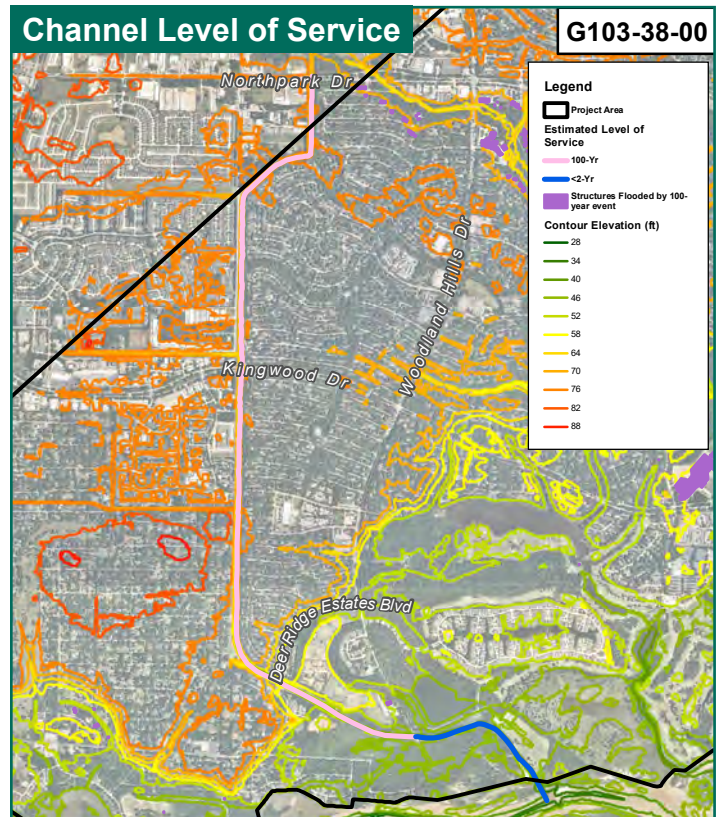 Channel Level of Service
G103-38-00
Northpark Dr
Legend
Project Area
Estimated Level of
Service
100-Yr
<2-Yr
Structures Flooded by 100-
year event
Contour Elevation (ft)
28
34
40
46
52
58
64
70
76
82
88
Woodland Hills Dr
Kingwood Dr
Deer Ridge Estates Blvd